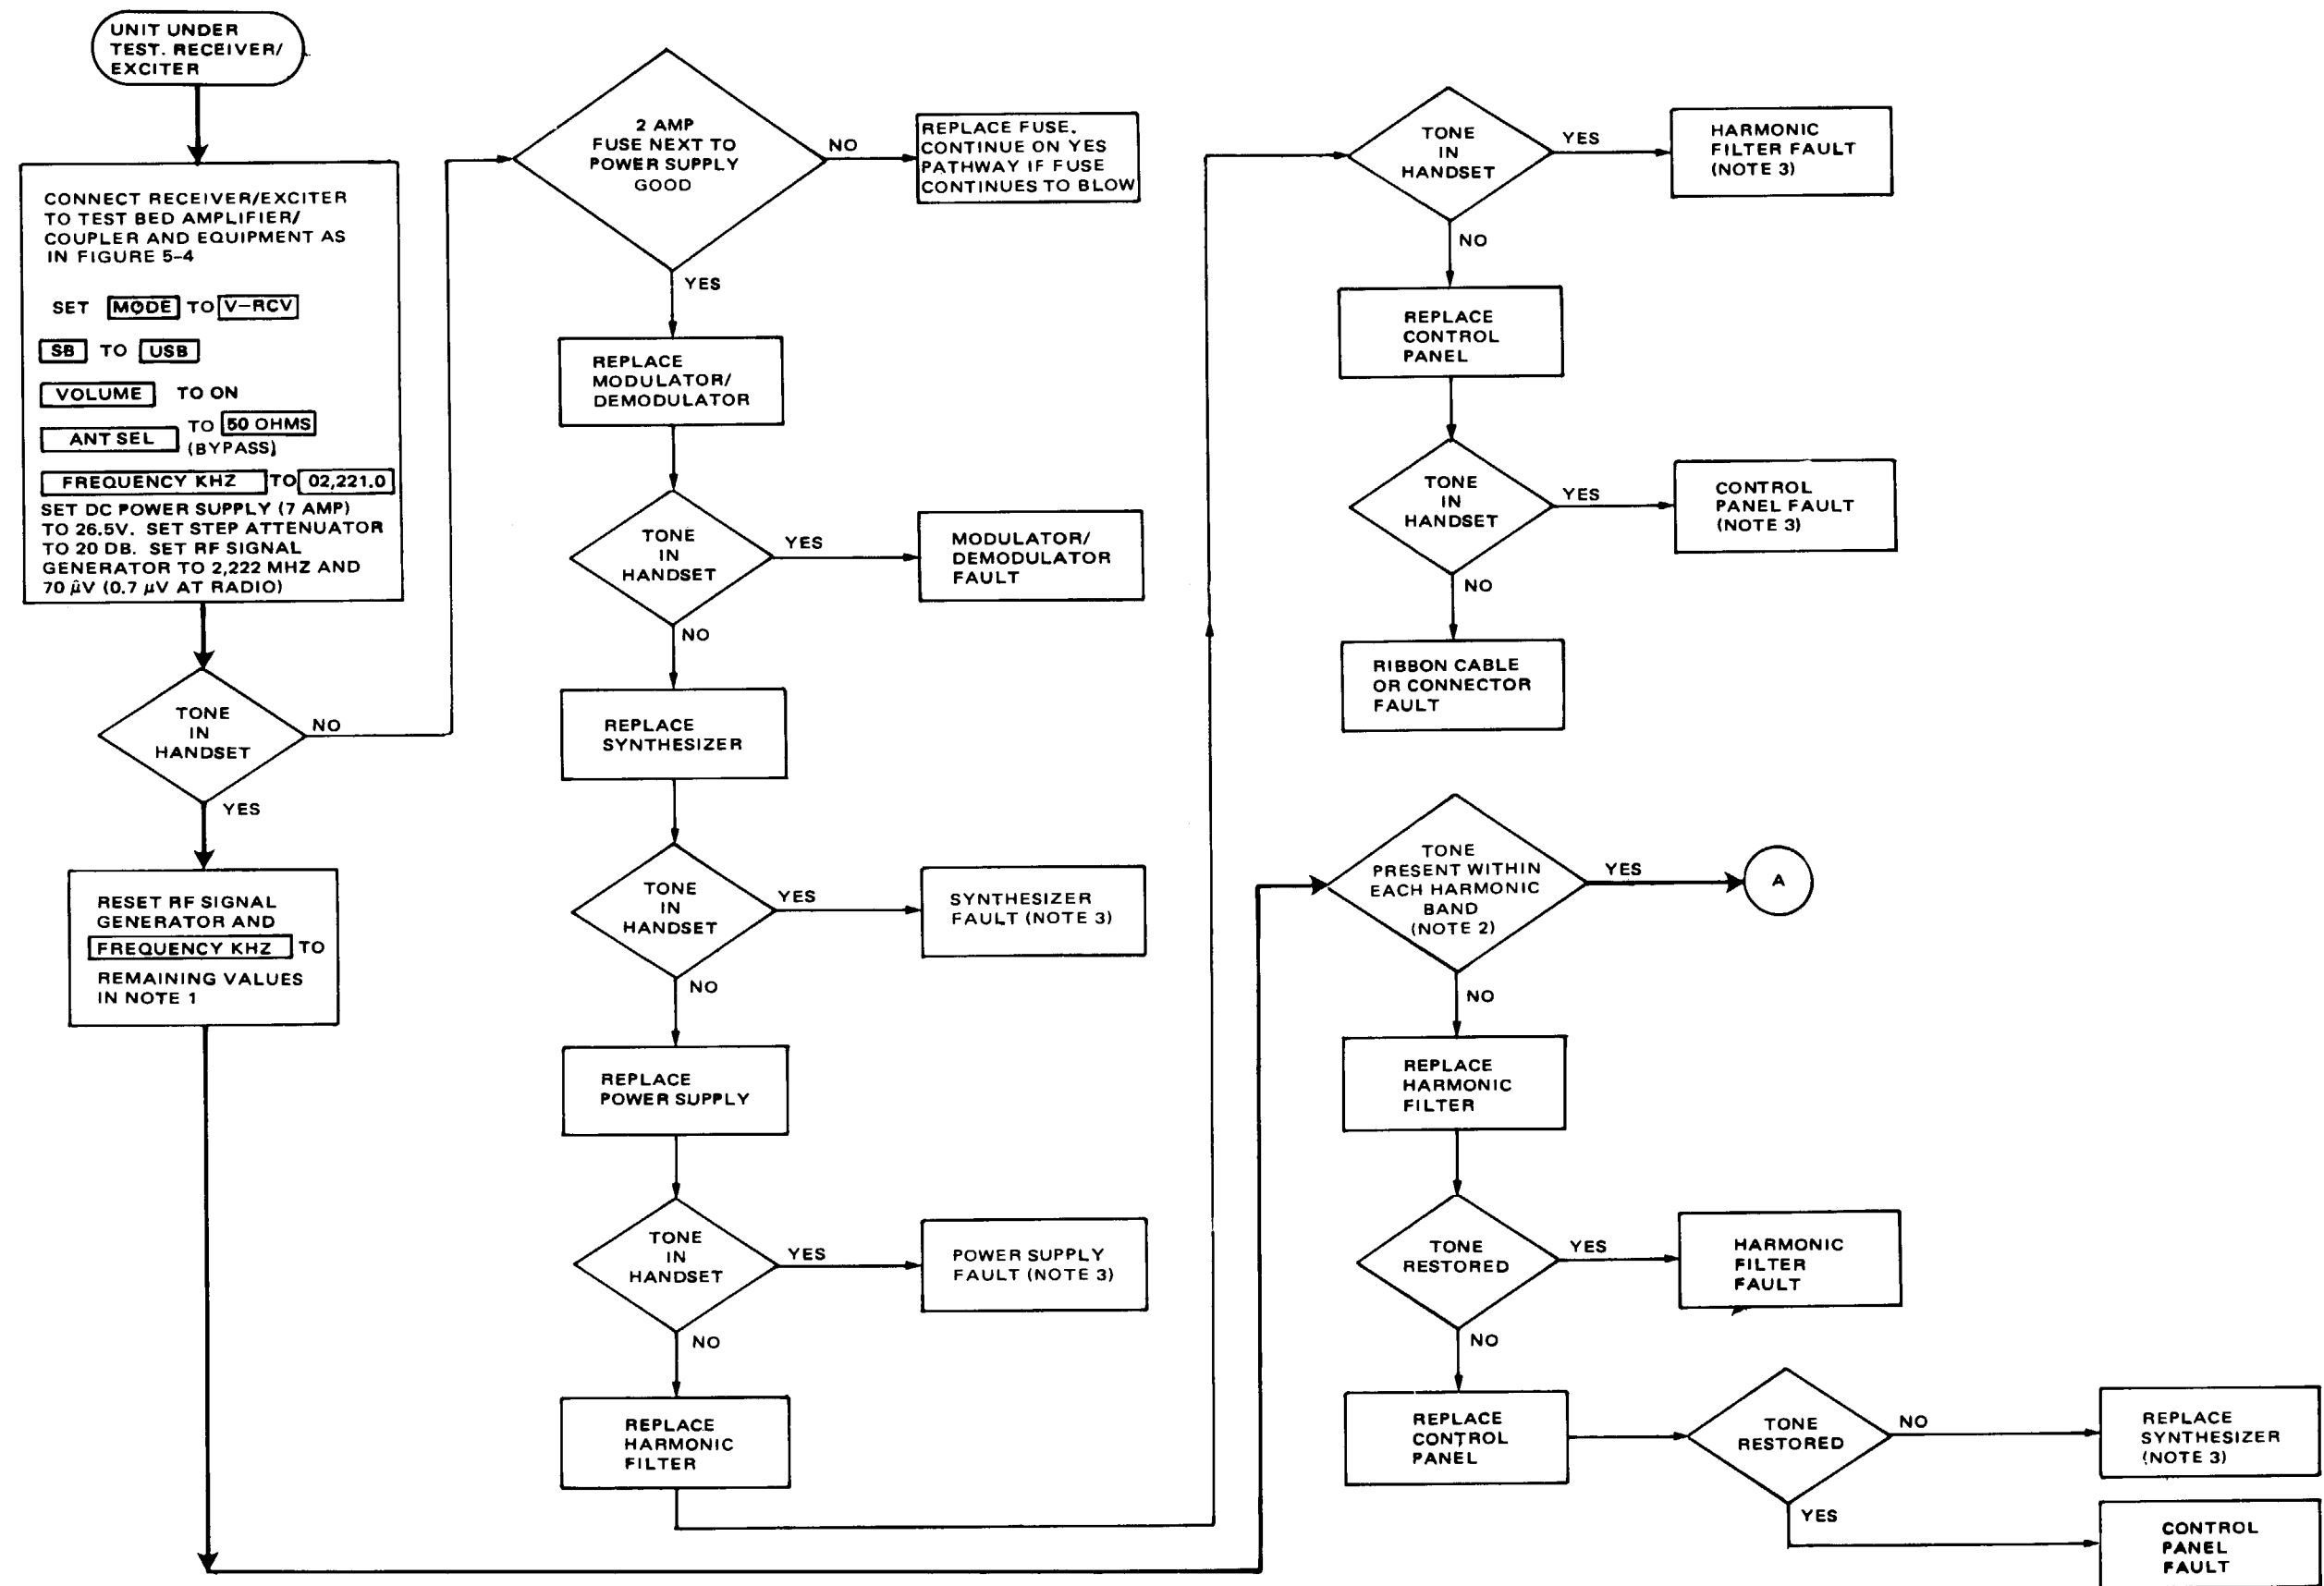 UNIT UNDER
TEST. RECEIVER/
EXCITER
CONNECT RECEIVER/EXCITER
TO TEST BED AMPLIFIER/
COUPLER AND EQUIPMENT AS
IN FIGURE 5-4
SET MODE TO V-RCV
SB TO USB
VOLUME TO ON
ANT SEL TO 50 OHMS
(BYPASS)
FREQUENCY KHZ TO 02,221.0
SET DC POWER SUPPLY (7 AMP)
TO 26.5V. SET STEP ATTENUATOR
TO 20 DB. SET RF SIGNAL
GENERATOR TO 2,222 MHZ AND
70 µV (0.7 µV AT RADIO)
TONE
IN
HANDSET
NO
YES
RESET RF SIGNAL
GENERATOR AND
FREQUENCY KHZ TO
REMAINING VALUES
IN NOTE 1
2 AMP
FUSE NEXT TO
POWER SUPPLY
GOOD
NO
REPLACE FUSE.
CONTINUE ON YES
PATHWAY IF FUSE
CONTINUES TO BLOW
YES
REPLACE
MODULATOR/
DEMODULATOR
TONE
IN
HANDSET
YES
MODULATOR/
DEMODULATOR
FAULT
NO
REPLACE
SYNTHESIZER
TONE
IN
HANDSET
YES
SYNTHESIZER
FAULT (NOTE 3)
NO
REPLACE
POWER SUPPLY
TONE
IN
HANDSET
YES
POWER SUPPLY
FAULT (NOTE 3)
NO
REPLACE
HARMONIC
FILTER
TONE
IN
HANDSET
YES
HARMONIC
FILTER FAULT
(NOTE 3)
NO
REPLACE
CONTROL
PANEL
TONE
IN
HANDSET
YES
CONTROL
PANEL FAULT
(NOTE 3)
NO
RIBBON CABLE
OR CONNECTOR
FAULT
TONE
PRESENT WITHIN
EACH HARMONIC
BAND
(NOTE 2)
YES
A
NO
REPLACE
HARMONIC
FILTER
TONE
RESTORED
YES
HARMONIC
FILTER
FAULT
NO
REPLACE
CONTROL
PANEL
TONE
RESTORED
NO
REPLACE
SYNTHESIZER
(NOTE 3)
YES
CONTROL
PANEL
FAULT